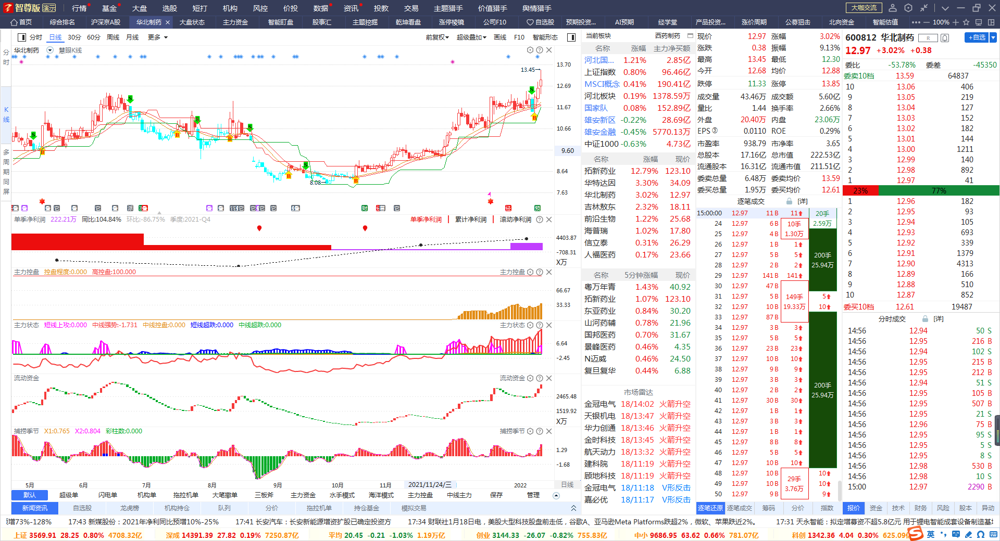 智尊版 演示 行情 基金 大盘 选股 短打 机构 风控 价投 数据 资讯 投教 交易 主题猎手 价值猎手 舆情猎手 大咖交流
首页 综合排名 沪深京A股 华北制药 大盘状态 主力资金 智能盯盘 股事汇 主题挖掘 乾坤看盘 涨停棱镜 公司F10 自选股 预期投资... AI预期 经学堂 产品投资... 涨价周期 公募狙击 北向资金 智能估值 100%
分时 日线 30分 60分 周线 月线 更多 前复权 超级叠加 画线 F10 智能形态
华北制药 慧眼K线
分时
K线
多周期同屏
13.45
8.08
13.70
12.69
11.67
10.66
9.60
8.64
7.63
单季净利润 222.21万 同比:104.84% 环比:-86.75% 季度:2021-Q4 单季净利润 累计净利润 滚动净利润
4403.87
-708.31
X万
主力控盘 控盘程度:0.000 高控盘:100.000 主力控盘
66.67
33.33
主力状态 短线上攻:0.000 中线强势:-1.731 中线控盘:0.000 短线超跌:0.000 中线超跌:0.000 主力状态
6.64
-2.45
流动资金 流动资金
2465.48
1519.92
X万
捕捞季节 X1:0.765 X2:0.804 彩柱数:0.000 捕捞季节
1.29
-1.68
5月 6月 7月 8月 9月 10月 11月 2021/11/24/三 2022 日线
默认 超级单 闪电单 机构单 拖拉机单 大笔撤单 三板斧 主力资金 水手模式 海洋模式 主力控盘 中线主力 保存 管理
新闻资讯 自选股 龙虎榜 机构持仓 队列 分价 拖拉机单 持仓基金 模拟交易
当前板块 西药制药
名称 涨幅 主力净买额
河北国... 1.21% 2.85亿
上证指数 0.80% 96.46亿
MSCI概念 0.41% 190.41亿
河北板块 0.19% 1378.59万
国家队 0.08% 152.89亿
雄安新区 -0.22% 28.69亿
雄安金融 -0.45% 5770.13万
中证1000 -0.63% 4.73亿
名称 涨幅 现价
拓新药业 12.79% 123.10
华特达因 3.30% 34.09
华北制药 3.02% 12.97
吉林敖东 2.32% 18.11
前沿生物 1.22% 25.68
海普瑞 1.02% 17.80
信立泰 0.31% 26.29
人福医药 0.17% 23.66
名称 5分钟涨幅 现价
粤万年青 1.43% 40.92
拓新药业 1.07% 123.10
东亚药业 0.84% 30.20
山河药辅 0.78% 21.96
国邦医药 0.70% 31.67
景峰医药 0.46% 4.35
N迈威 0.46% 24.50
复旦复华 0.44% 6.88
市场雷达
金冠电气 18/14:02 火箭升空
天银机电 18/13:47 火箭升空
华力创通 18/13:46 火箭升空
金时科技 18/13:45 火箭升空
航天动力 18/13:32 火箭升空
建科院 18/11:19 火箭升空
顾地科技 18/11:19 火箭升空
金冠电气 18/11:18 V形反击
嘉必优 18/11:17 V形反击
现价 12.97 涨幅 3.02%
涨跌 0.38 振幅 9.13%
最高 13.45 最低 12.30
今开 12.68 均价 12.88
跌停 11.33 涨停 13.85
成交量 43.46万 成交额 5.60亿
量比 1.44 换手率 2.66%
外盘 20.40万 内盘 23.06万
EPS③ 0.0110 ROE 0.29%
市盈率 938.79 市净率 3.65
总股本 17.16亿 总市值 222.53亿
流通股本 16.31亿 流通市值 211.51亿
委卖总量 6.48万 委卖均价 13.59
委买总量 1.95万 委买均价 12.61
逐笔成交 [详]
15:00:00 12.97 11 B 11
24 12.97 6 B
25 12.97 4 B
26 12.97 1 B 1
27 12.97 5 B 5
28 12.97 2 B 2
29 12.97 141 B 141
30 12.97 47 B
31 12.97 5 B 5
32 12.97 10 B 10
33 12.97 87 B
34 12.97 3 B 3
35 12.97 5 B 5
36 12.97 23 B 23
37 12.97 10 B 10
38 12.97 9 B 9
39 12.97 3 B 3
40 12.97 2 B 2
41 12.97 30 B 30
42 12.97 1 B 1
43 12.97 3 B 3
44 12.97 1 B 1
45 12.97 8 B 8
46 12.97 5 B 5
47 12.97 10 B 10
48 12.97 10 B 10
49 12.97 10 B 10
50 12.97 9 B 9
10手
1.30万
149手
19.33万
29手
3.76万
20手
2.59万
200手
25.94万
200手
25.94万
逐笔还原 逐笔成交 筹码 分价 指数
600812 华北制药 R +自选
12.97 +3.02% +0.38
委比 -53.78% 委差 -45350
委卖10档 13.59 64837
10 13.06 406
9 13.05 219
8 13.04 127
7 13.03 152
6 13.02 182
5 13.01 144
4 13.00 1211
3 12.99 140
2 12.98 892
1 12.97 41
23% 77%
1 12.96 182
2 12.95 93
3 12.94 105
4 12.93 693
5 12.92 339
6 12.91 1379
7 12.90 4313
8 12.89 166
9 12.88 510
10 12.87 852
委买10档 12.61 19487
分时成交 [详]
14:56 12.94 50 S
14:56 12.95 216 B
14:56 12.94 102 S
14:56 12.95 215 B
14:56 12.95 212 B
14:56 12.94 51 S
14:56 12.95 105 B
14:56 12.95 507 B
14:56 12.95 21 S
14:56 12.96 75 B
14:56 12.95 95 S
14:56 12.95 5 S
14:56 12.95 8 S
14:56 12.98 530 B
14:56 12.98 10 S
15:00 12.97 2290 B
报价 资金 技术 财务 风险 股本 异动
增73%-128% 17:43 新媒股份：2021年净利同比预增10%-25% 17:41 长安汽车：长安新能源增资扩股已确定投资方 17:34 财联社1月18日电，美股大型科技股盘前走低，谷歌A、亚马逊Meta Platforms跌超2%，微软、苹果跌近2%。 17:31 天永智能：拟定增募资不超5.8亿元 用于锂电智能成套设备制造基
上证 3569.91 28.25 0.80% 4708.32亿 深成 14391.39 27.82 0.19% 7250.87亿 平均 20.45 -0.21 -1.03% 1.19万亿 创业 3144.33 -26.07 -0.82% 755.83亿 中小 9686.95 63.62 0.66% 781.07亿 科创 1342.36 4.04 0.30% 625.09 英